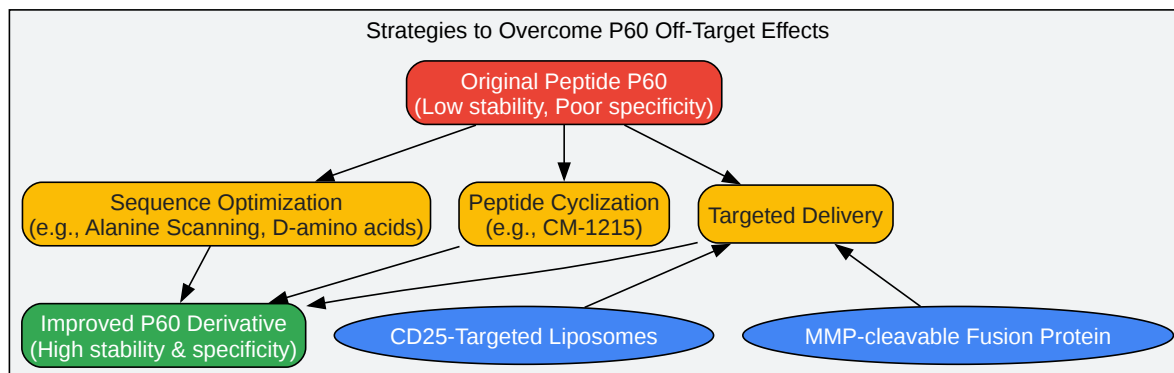 Strategies to Overcome P60 Off-Target Effects
Original Peptide P60
(Low stability, Poor specificity)
Sequence Optimization
(e.g., Alanine Scanning, D-amino acids)
Peptide Cyclization
(e.g., CM-1215)
Targeted Delivery
Improved P60 Derivative
(High stability & specificity)
CD25-Targeted Liposomes
MMP-cleavable Fusion Protein